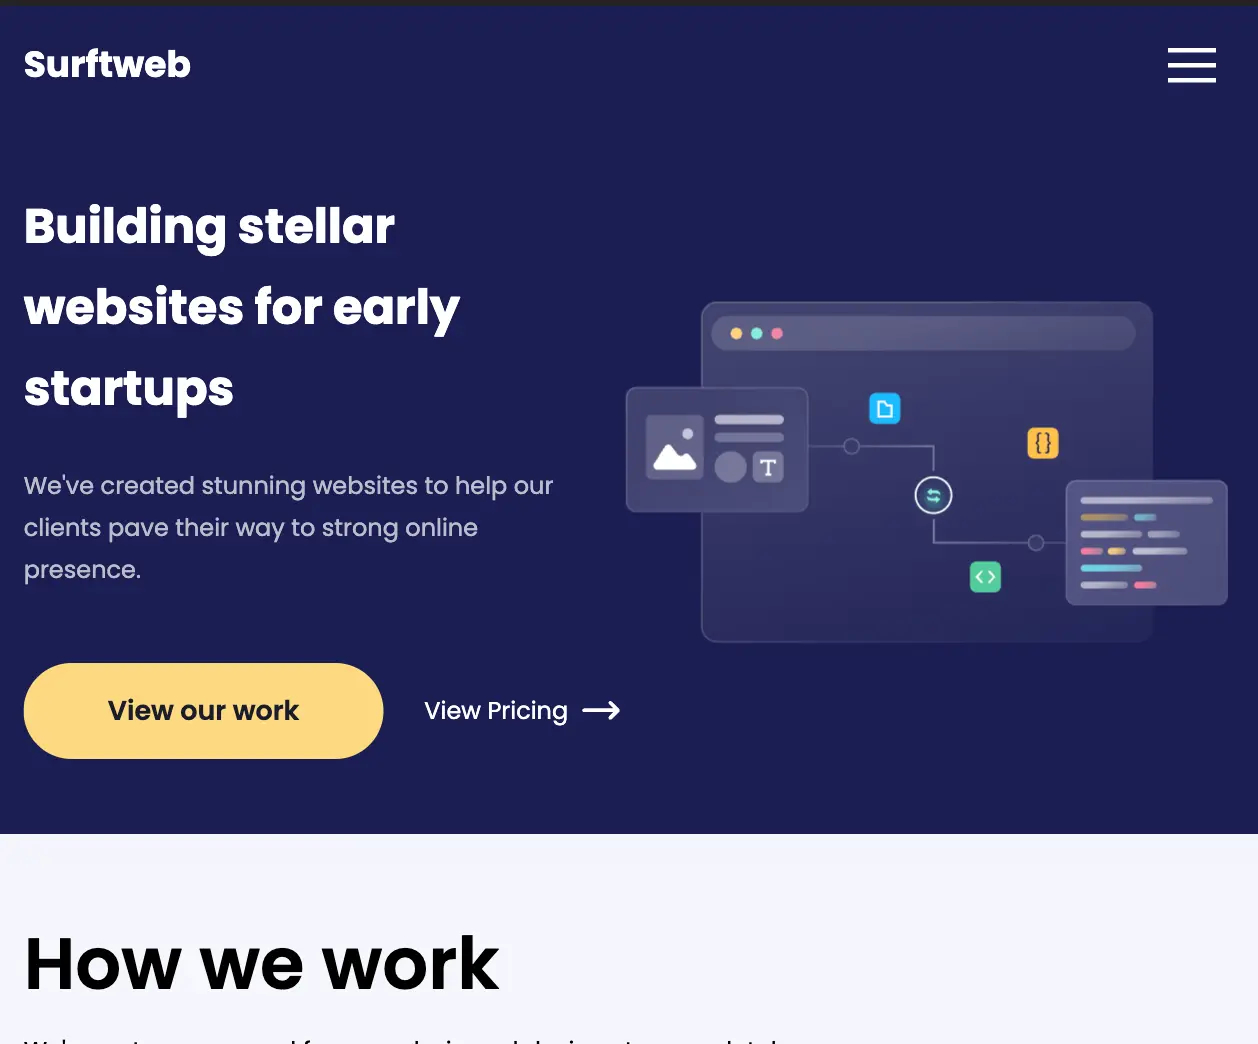 Surftweb
Building stellar
websites for early
startups
We've created stunning websites to help our
clients pave their way to strong online
presence.
T
{}
<>
View our work
View Pricing
How we work